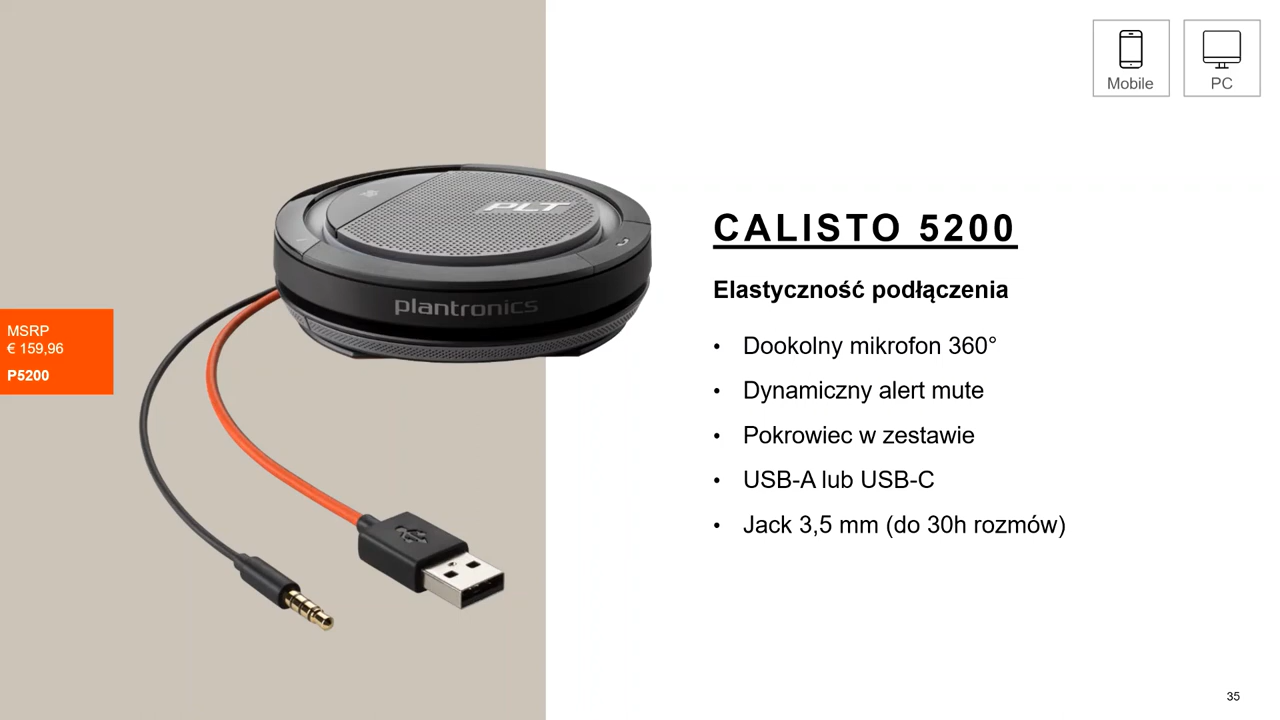 Mobile
PC
PLT
plantronics
MSRP
€ 159,96
P5200
CALISTO 5200
Elastyczność podłączenia
• Dookolny mikrofon 360°
• Dynamiczny alert mute
• Pokrowiec w zestawie
• USB-A lub USB-C
• Jack 3,5 mm (do 30h rozmów)
35